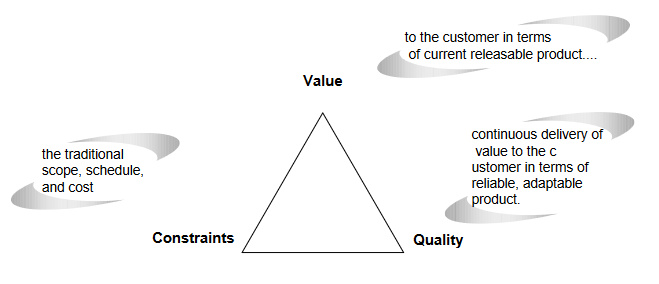 to the customer in terms
of current releasable product....
Value
continuous delivery of
value to the c
ustomer in terms of
reliable, adaptable
product.
the traditional
scope, schedule,
and cost
Constraints
Quality